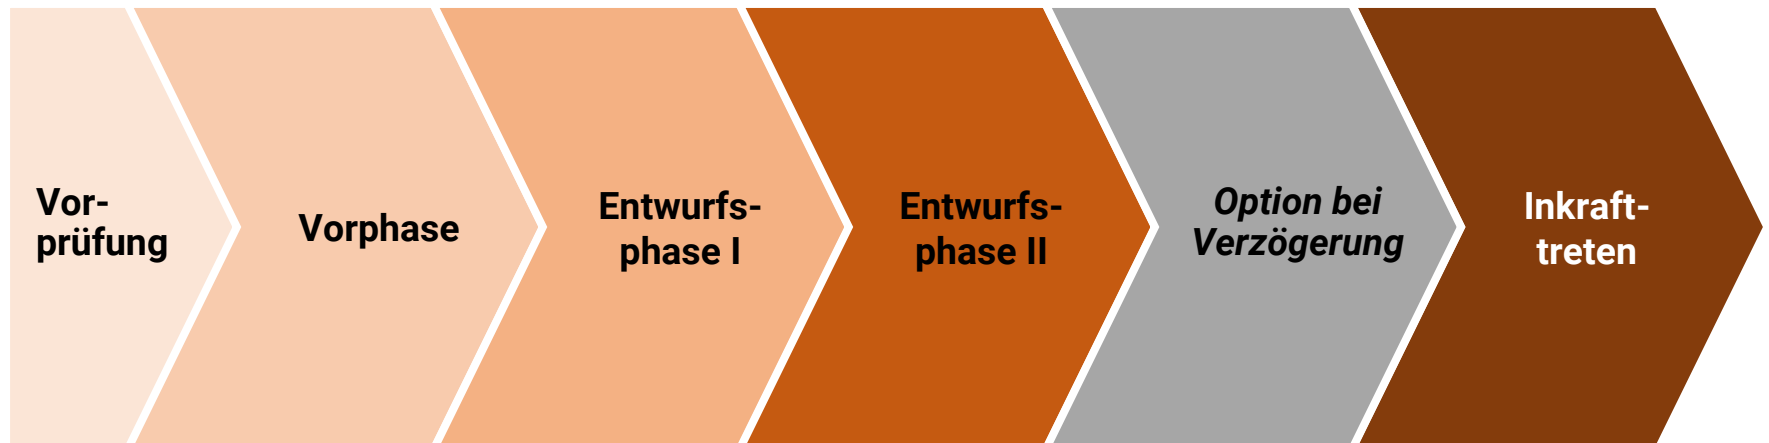 Vor-
prüfung
Vorphase
Entwurfs-
phase I
Entwurfs-
phase II
Option bei
Verzögerung
Inkraft-
treten